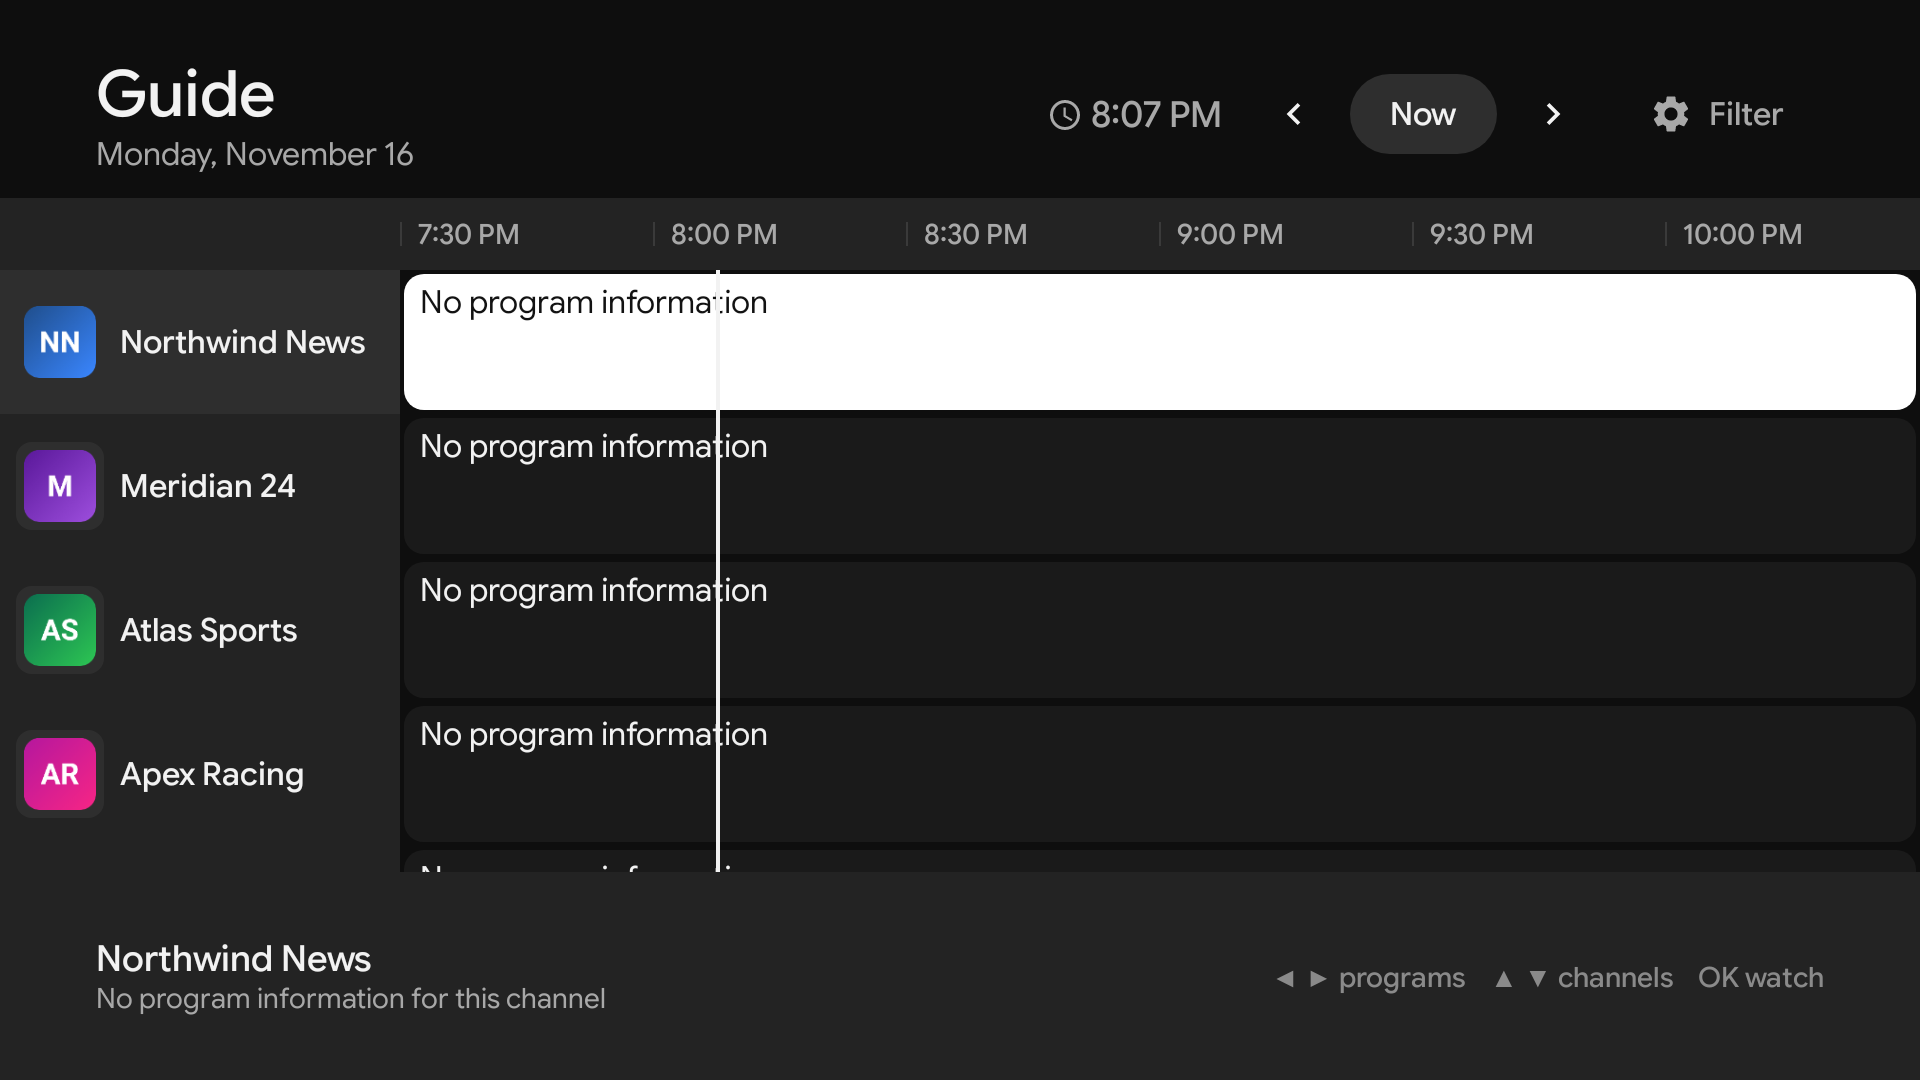 Guide
Monday, November 16
8:07 PM
Now
Filter
7:30 PM 8:00 PM 8:30 PM 9:00 PM 9:30 PM 10:00 PM
NN Northwind News No program information
M Meridian 24 No program information
AS Atlas Sports No program information
AR Apex Racing No program information
Northwind News
No program information for this channel
◀ ▶ programs ▲ ▼ channels OK watch